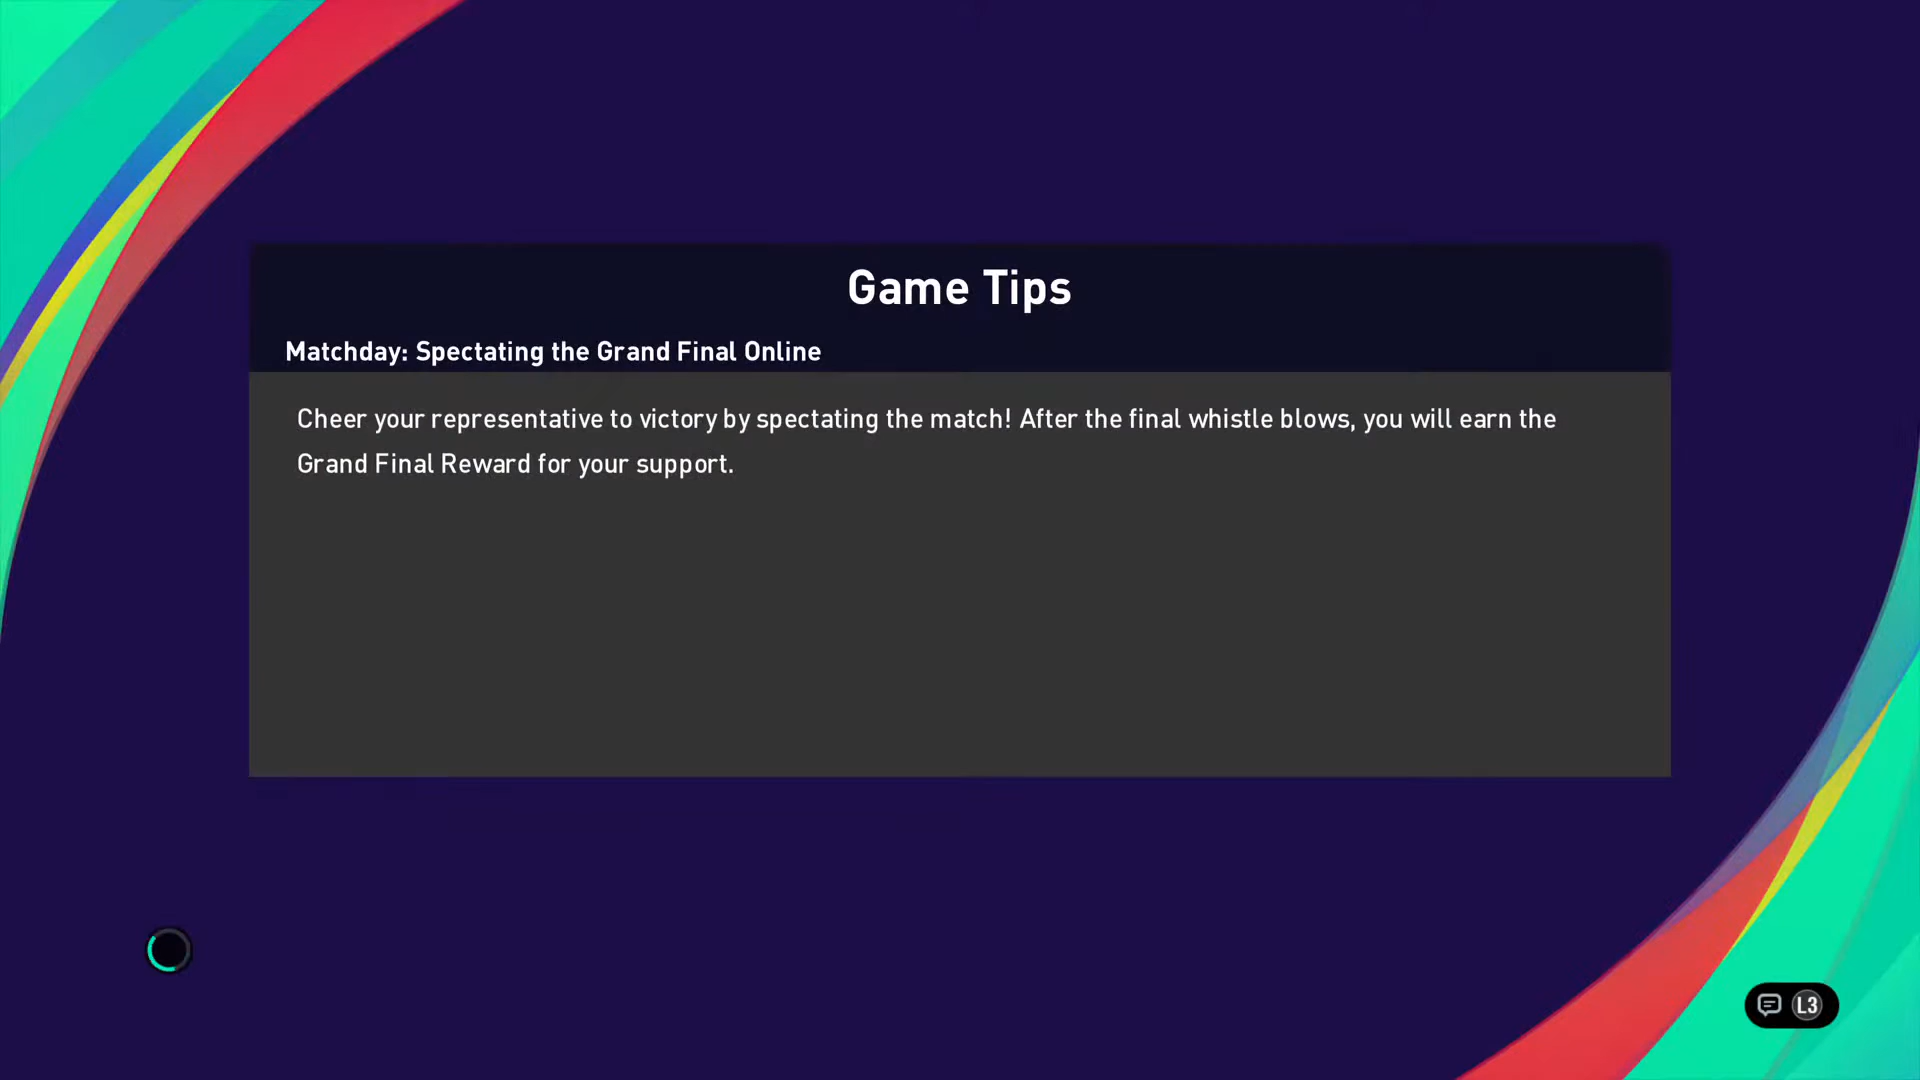 Game Tips
Matchday: Spectating the Grand Final Online
Cheer your representative to victory by spectating the match! After the final whistle blows, you will earn the
Grand Final Reward for your support.
L3